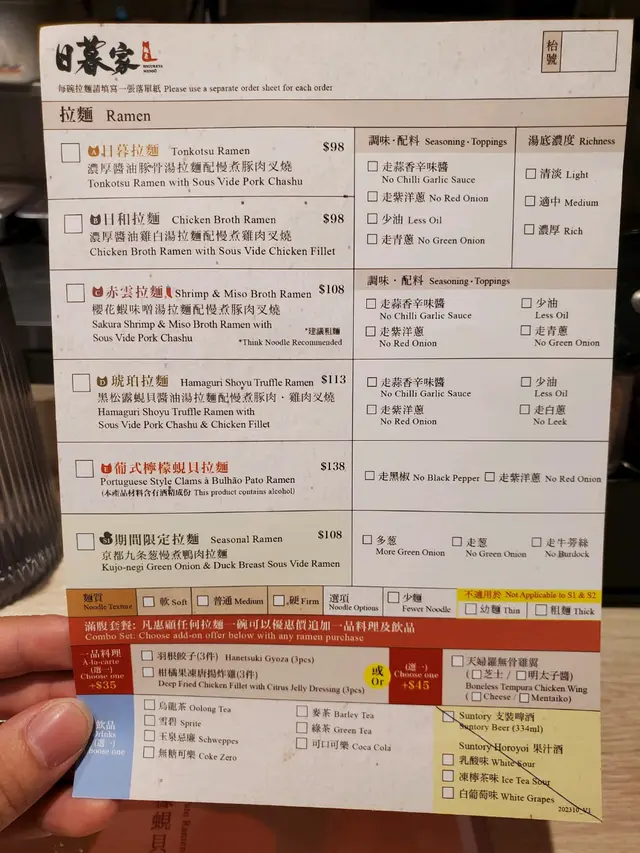 日暮家
HIGUREYA
枱號
每碗拉麵請填寫一張落單紙 Please use a separate order sheet for each order
拉麵 Ramen
A 日暮拉麵 Tonkotsu Ramen $98
濃厚醬油豚骨湯拉麵配慢煮豚肉叉燒
Tonkotsu Ramen with Sous Vide Pork Chashu
日和拉麵 Chicken Broth Ramen $98
濃厚醬油雞白湯拉麵配慢煮雞肉叉燒
Chicken Broth Ramen with Sous Vide Chicken Fillet
調味・配料 Seasoning・Toppings
走蒜香辛味醬
No Chilli Garlic Sauce
走紫洋蔥 No Red Onion
少油 Less Oil
走青蔥 No Green Onion
湯底濃度 Richness
清淡 Light
適中 Medium
濃厚 Rich
C 赤雲拉麵 Shrimp & Miso Broth Ramen $108
櫻花蝦味噌湯拉麵配慢煮豚肉叉燒
Sakura Shrimp & Miso Broth Ramen with
Sous Vide Pork Chashu
*建議粗麵
*Think Noodle Recommended
調味・配料 Seasoning・Toppings
走蒜香辛味醬
No Chilli Garlic Sauce
少油
Less Oil
走紫洋蔥
No Red Onion
走青蔥
No Green Onion
D 琥珀拉麵 Hamaguri Shoyu Truffle Ramen $113
黑松露蜆貝醬油湯拉麵配慢煮豚肉・雞肉叉燒
Hamaguri Shoyu Truffle Ramen with
Sous Vide Pork Chashu & Chicken Fillet
走蒜香辛味醬
No Chilli Garlic Sauce
少油
Less Oil
走紫洋蔥
No Red Onion
走白蔥
No Leek
葡式檸檬蜆貝拉麵 $138
Portuguese Style Clams à Bulhão Pato Ramen
(本產品材料含有酒精成份 This product contains alcohol)
走黑椒 No Black Pepper
走紫洋蔥 No Red Onion
S1 期間限定拉麵 Seasonal Ramen $108
京都九条葱慢煮鴨肉拉麵
Kujo-negi Green Onion & Duck Breast Sous Vide Ramen
多葱
More Green Onion
走葱
No Green Onion
走牛蒡絲
No Burdock
麵質
Noodle Texture
軟 Soft
普通 Medium
硬 Firm
選項
Noodle Options
少麵
Fewer Noodle
不適用於 Not Applicable to S1 & S2
幼麵 Thin
粗麵 Thick
滿腹套餐: 凡惠顧任何拉麵一碗可以優惠價追加一品料理及飲品
Combo Set: Choose add-on offer below with any ramen purchase
一品料理
A-la-carte
(選一)
Choose one
+$35
羽根餃子(3件) Hanetsuki Gyoza (3pcs)
柑橘果凍唐揚炸雞(3件)
Deep Fried Chicken Fillet with Citrus Jelly Dressing (3pcs)
或
Or
(選一)
Choose one
+$45
天婦羅無骨雞翼
(芝士 / 明太子醬)
Boneless Tempura Chicken Wing
(Cheese / Mentaiko)
飲品
Drinks
(選一)
Choose one
烏龍茶 Oolong Tea
雪碧 Sprite
玉泉忌廉 Schweppes
無糖可樂 Coke Zero
麥茶 Barley Tea
綠茶 Green Tea
可口可樂 Coca Cola
Suntory 支裝啤酒
Suntory Beer (334ml)
Suntory Horoyoi 果汁酒
乳酸味 White Sour
凍檸茶味 Ice Tea Sour
白葡萄味 White Grapes
202310_V1